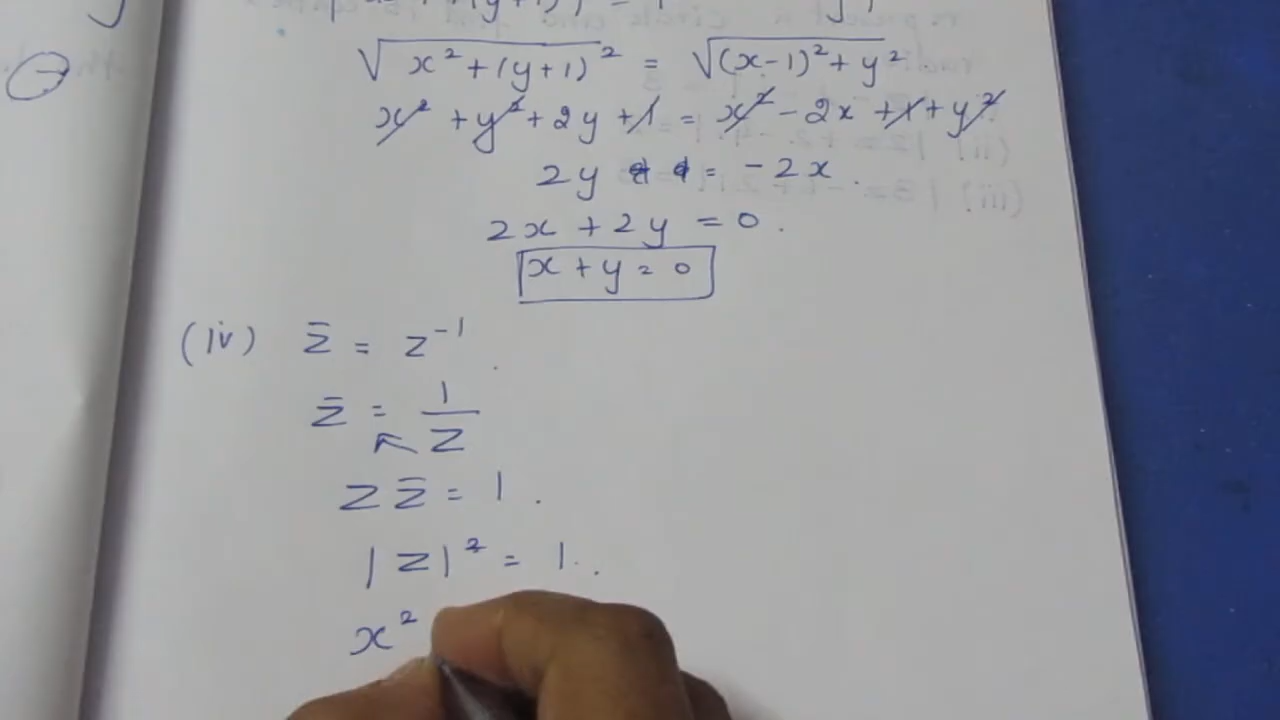 √x² + (y+1)² = √(x-1)² + y²
x² + y² + 2y + 1 = x² - 2x + 1 + y²
2y = -2x.
2x + 2y = 0.
x + y = 0
(iv) z̄ = z⁻¹.
z̄ = 1/z
z z̄ = 1.
|z|² = 1.
x²